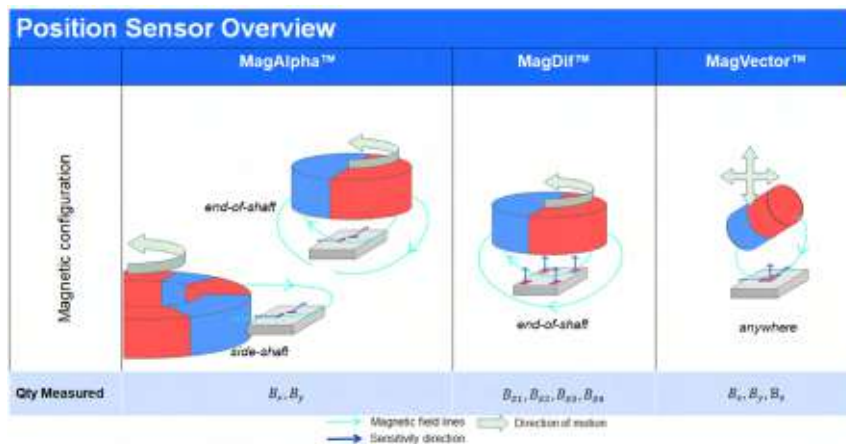 Position Sensor Overview
MagAlpha™
MagDif™
MagVector™
Magnetic configuration
end-of-shaft
side-shaft
end-of-shaft
anywhere
Qty Measured
Bx, By
Bz1, Bz2, Bz3, Bz4
Bx, By, Bz
Magnetic field lines
Direction of motion
Sensitivity direction